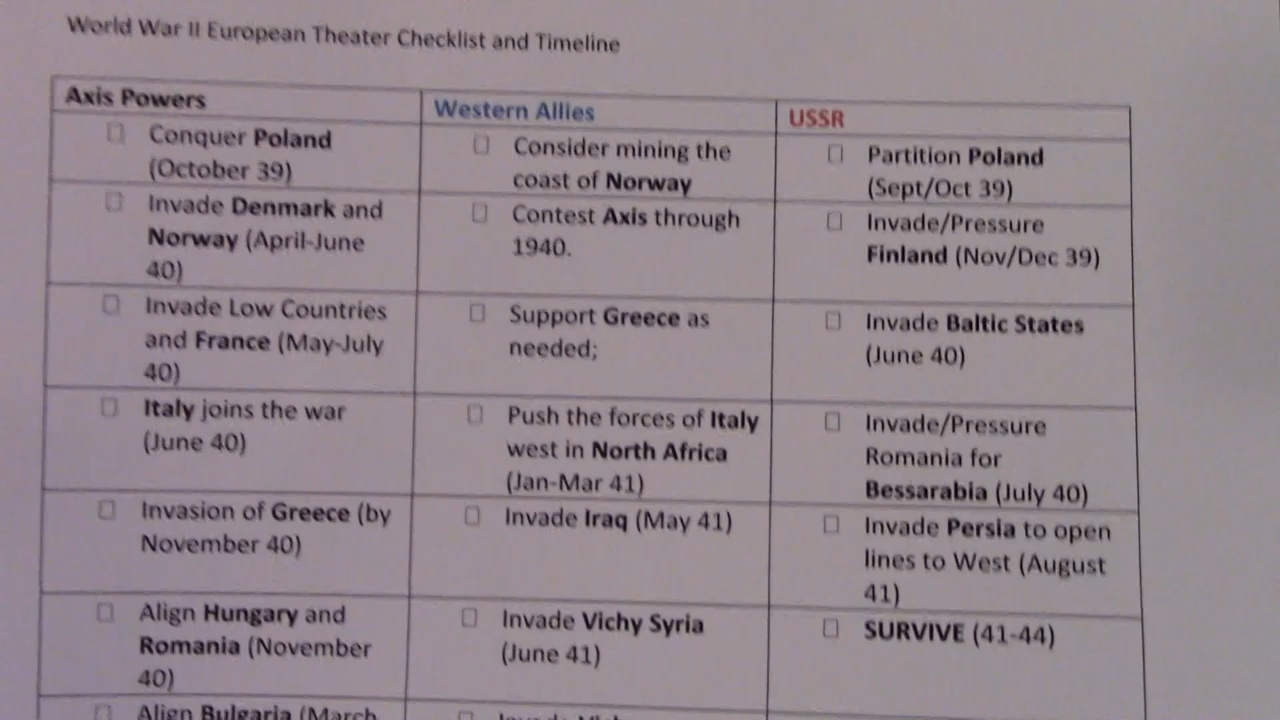 World War II European Theater Checklist and Timeline
Axis Powers
Western Allies
USSR
Conquer Poland
(October 39)
Consider mining the
coast of Norway
Partition Poland
(Sept/Oct 39)
Invade Denmark and
Norway (April-June
40)
Contest Axis through
1940.
Invade/Pressure
Finland (Nov/Dec 39)
Invade Low Countries
and France (May-July
40)
Support Greece as
needed;
Invade Baltic States
(June 40)
Italy joins the war
(June 40)
Push the forces of Italy
west in North Africa
(Jan-Mar 41)
Invade/Pressure
Romania for
Bessarabia (July 40)
Invasion of Greece (by
November 40)
Invade Iraq (May 41)
Invade Persia to open
lines to West (August
41)
Align Hungary and
Romania (November
40)
Invade Vichy Syria
(June 41)
SURVIVE (41-44)
Align Bulgaria (March
Invade